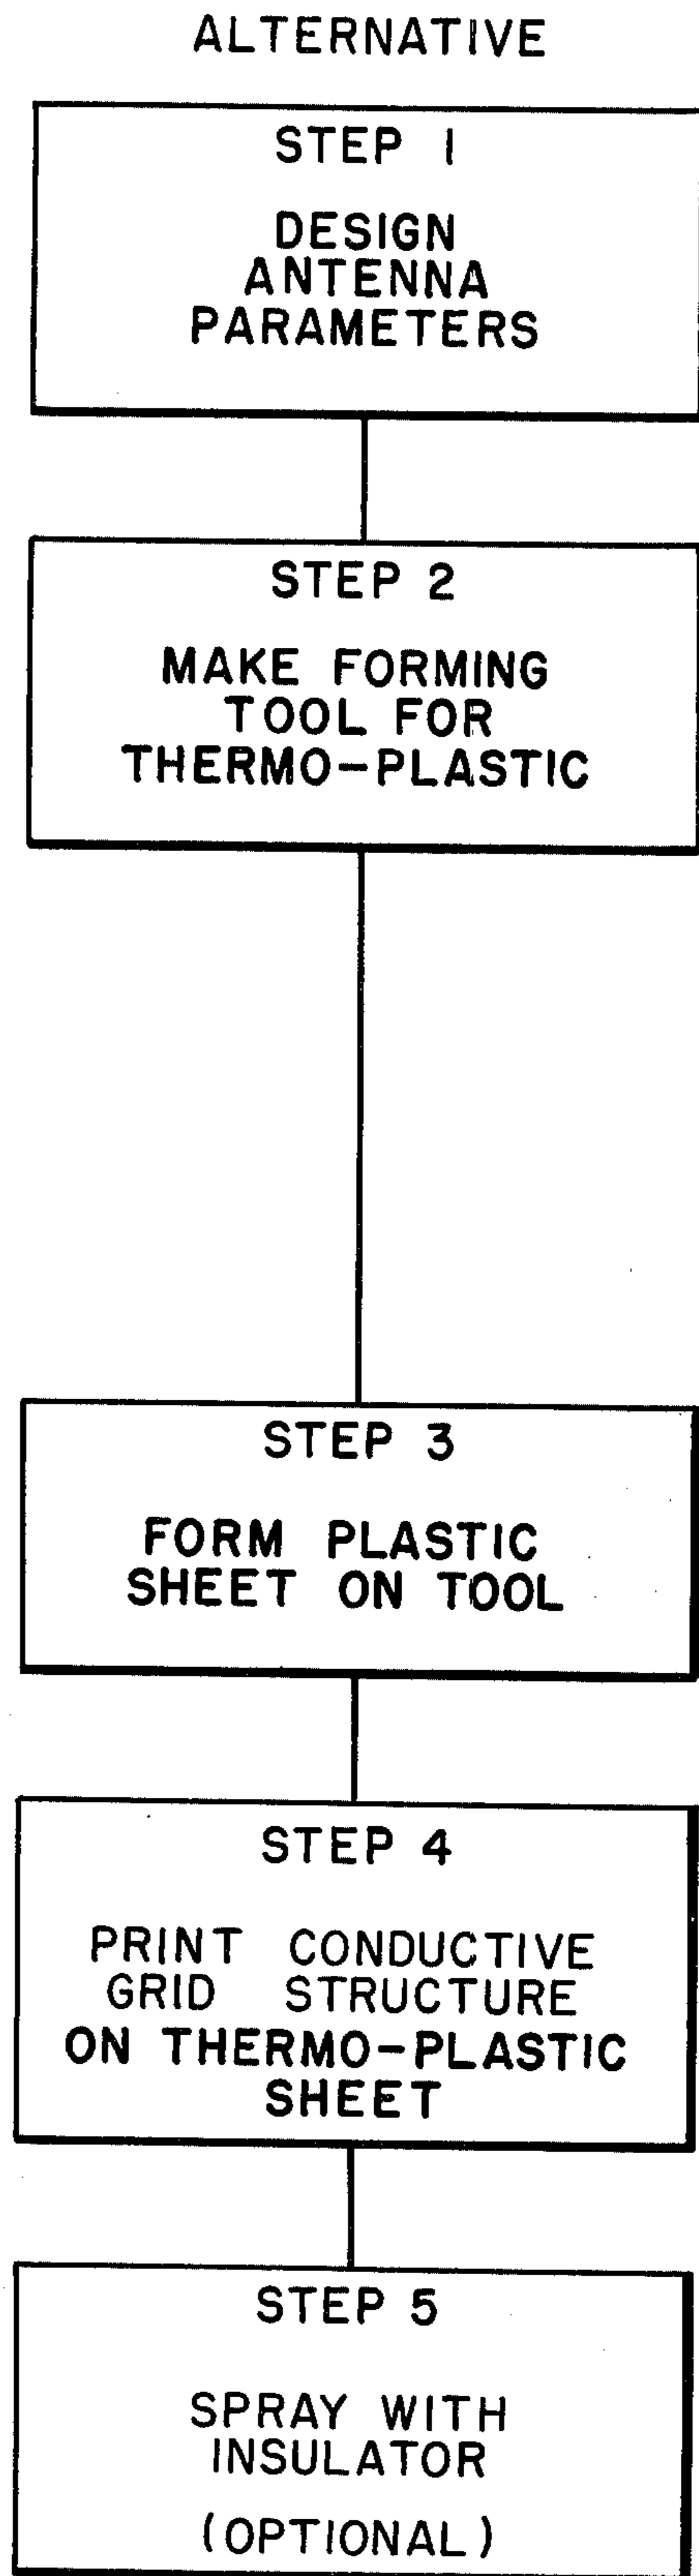 ALTERNATIVE
STEP 1
DESIGN
ANTENNA
PARAMETERS
STEP 2
MAKE FORMING
TOOL FOR
THERMO-PLASTIC
STEP 3
FORM PLASTIC
SHEET ON TOOL
STEP 4
PRINT CONDUCTIVE
GRID STRUCTURE
ON THERMO-PLASTIC
SHEET
STEP 5
SPRAY WITH
INSULATOR
(OPTIONAL)